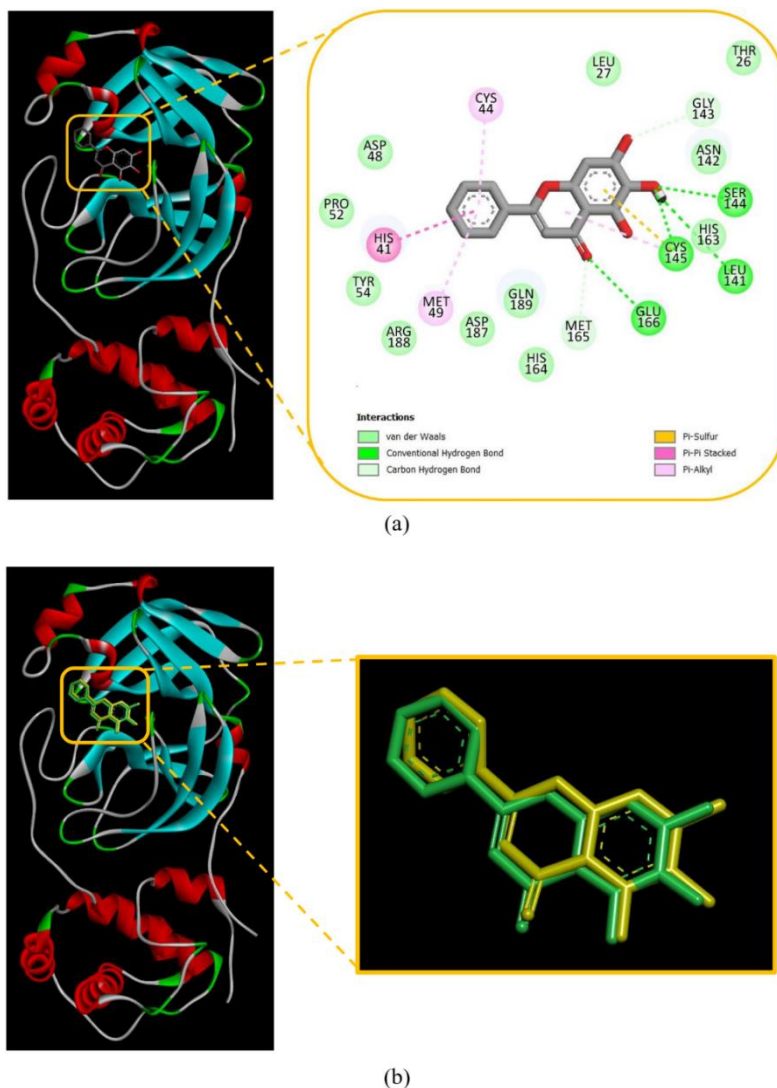 LEU
27
THR
26
CYS
44
GLY
143
ASP
48
ASN
142
PRO
52
SER
144
HIS
41
HIS
163
CYS
145
LEU
141
TYR
54
MET
49
GLN
189
GLU
166
ARG
188
ASP
187
MET
165
HIS
164
Interactions
van der Waals
Conventional Hydrogen Bond
Carbon Hydrogen Bond
Pi-Sulfur
Pi-Pi Stacked
Pi-Alkyl
(a)
(b)